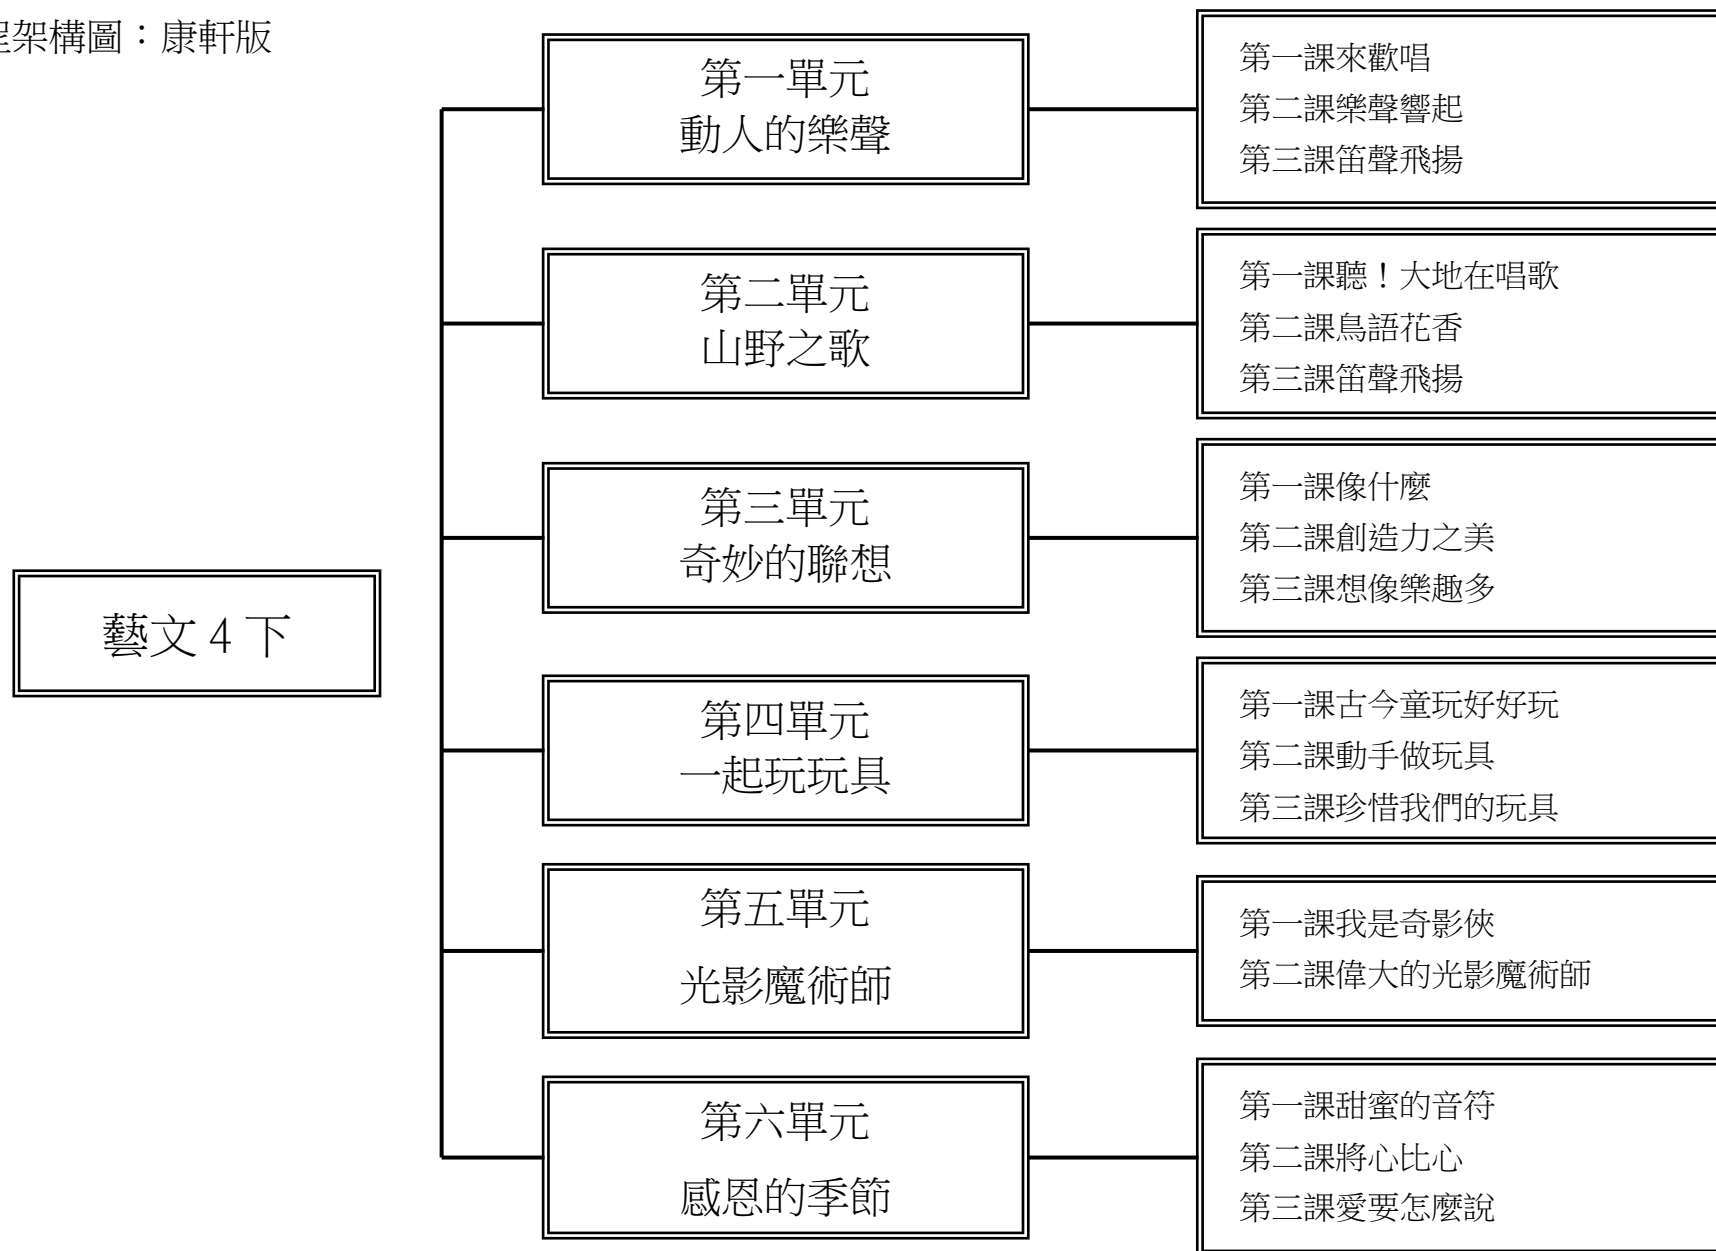 架構圖：康軒版
藝文4下
第一單元
動人的樂聲
第一課來歡唱
第二課樂聲響起
第三課笛聲飛揚
第二單元
山野之歌
第一課聽！大地在唱歌
第二課鳥語花香
第三課笛聲飛揚
第三單元
奇妙的聯想
第一課像什麼
第二課創造力之美
第三課想像樂趣多
第四單元
一起玩玩具
第一課古今童玩好好玩
第二課動手做玩具
第三課珍惜我們的玩具
第五單元
光影魔術師
第一課我是奇影俠
第二課偉大的光影魔術師
第六單元
感恩的季節
第一課甜蜜的音符
第二課將心比心
第三課愛要怎麼說